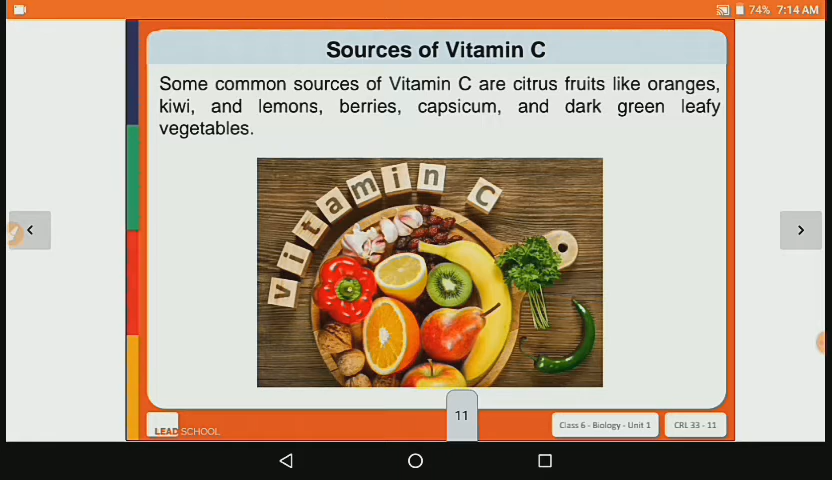 74% 7:14 AM
Sources of Vitamin C
Some common sources of Vitamin C are citrus fruits like oranges,
kiwi, and lemons, berries, capsicum, and dark green leafy
vegetables.
vitamin C
11
LEAD SCHOOL
Class 6 - Biology - Unit 1
CRL 33 - 11